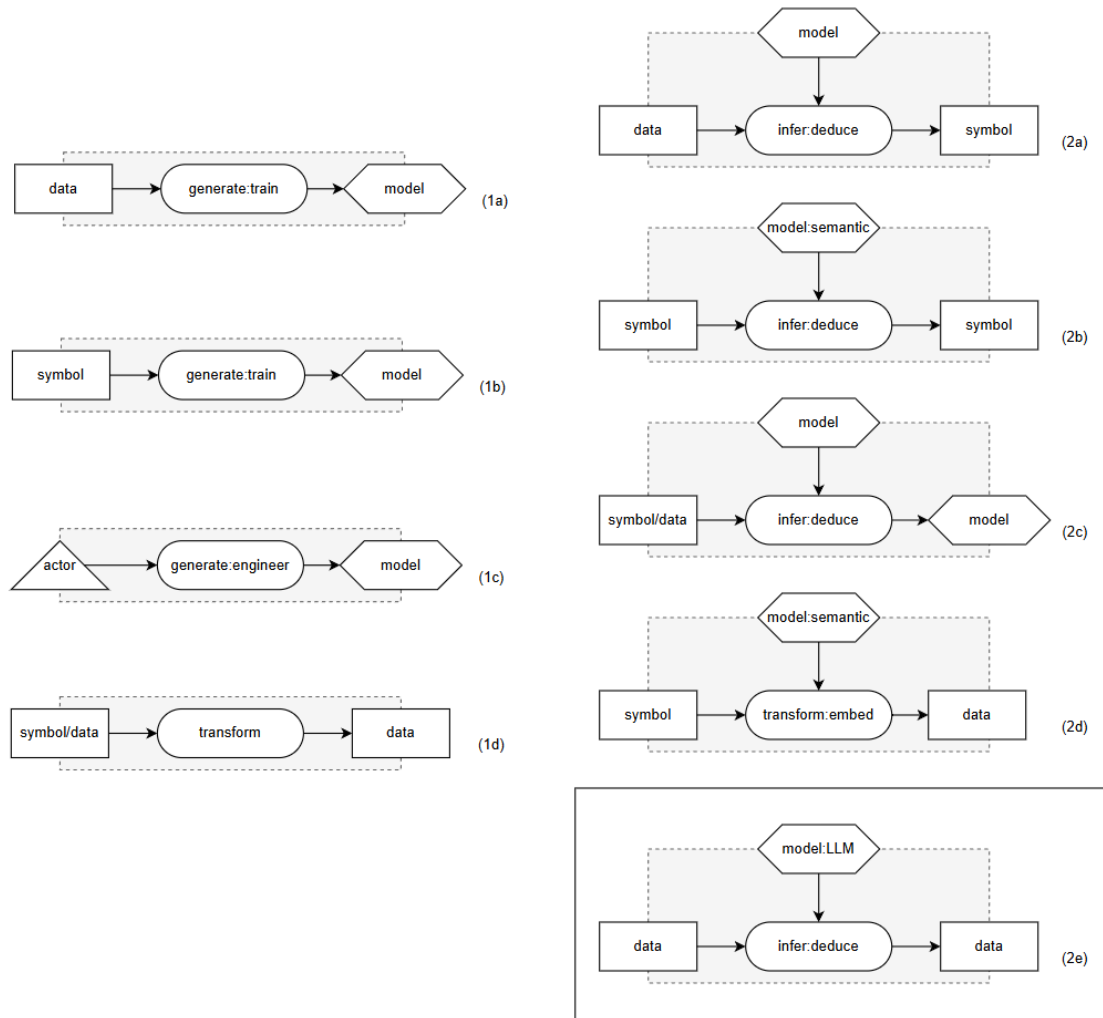 data
generate:train
model
(1a)
symbol
generate:train
model
(1b)
actor
generate:engineer
model
(1c)
symbol/data
transform
data
(1d)
model
data
infer:deduce
symbol
(2a)
model:semantic
symbol
infer:deduce
symbol
(2b)
model
symbol/data
infer:deduce
model
(2c)
model:semantic
symbol
transform:embed
data
(2d)
model:LLM
data
infer:deduce
data
(2e)